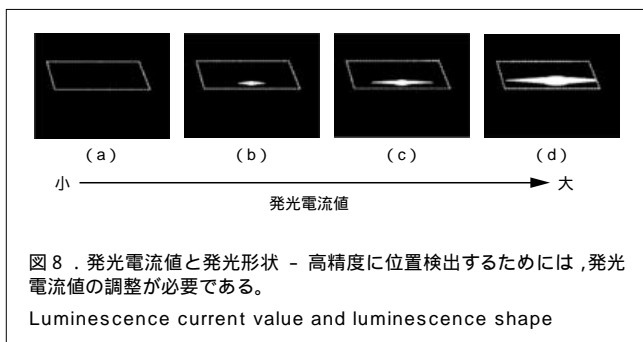 (a) (b) (c) (d)
小 大
発光電流値
図8．発光電流値と発光形状 － 高精度に位置検出するためには，発光
電流値の調整が必要である。
Luminescence current value and luminescence shape